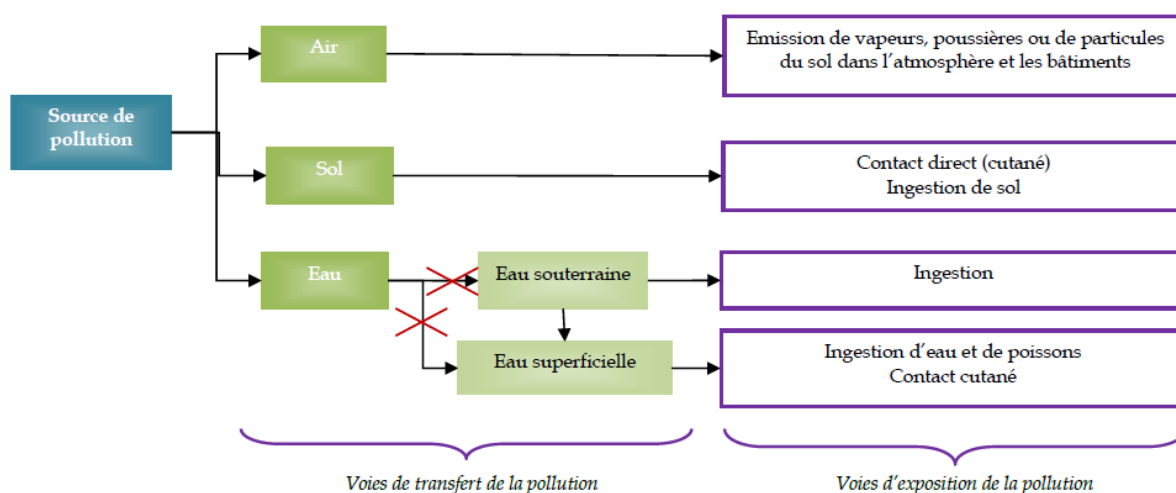 Air
Emission de vapeurs, poussières ou de particules
du sol dans l'atmosphère et les bâtiments
Source de
pollution
Sol
Contact direct (cutané)
Ingestion de sol
Eau
Eau souterraine
Ingestion
Eau superficielle
Ingestion d'eau et de poissons
Contact cutané
Voies de transfert de la pollution
Voies d'exposition de la pollution